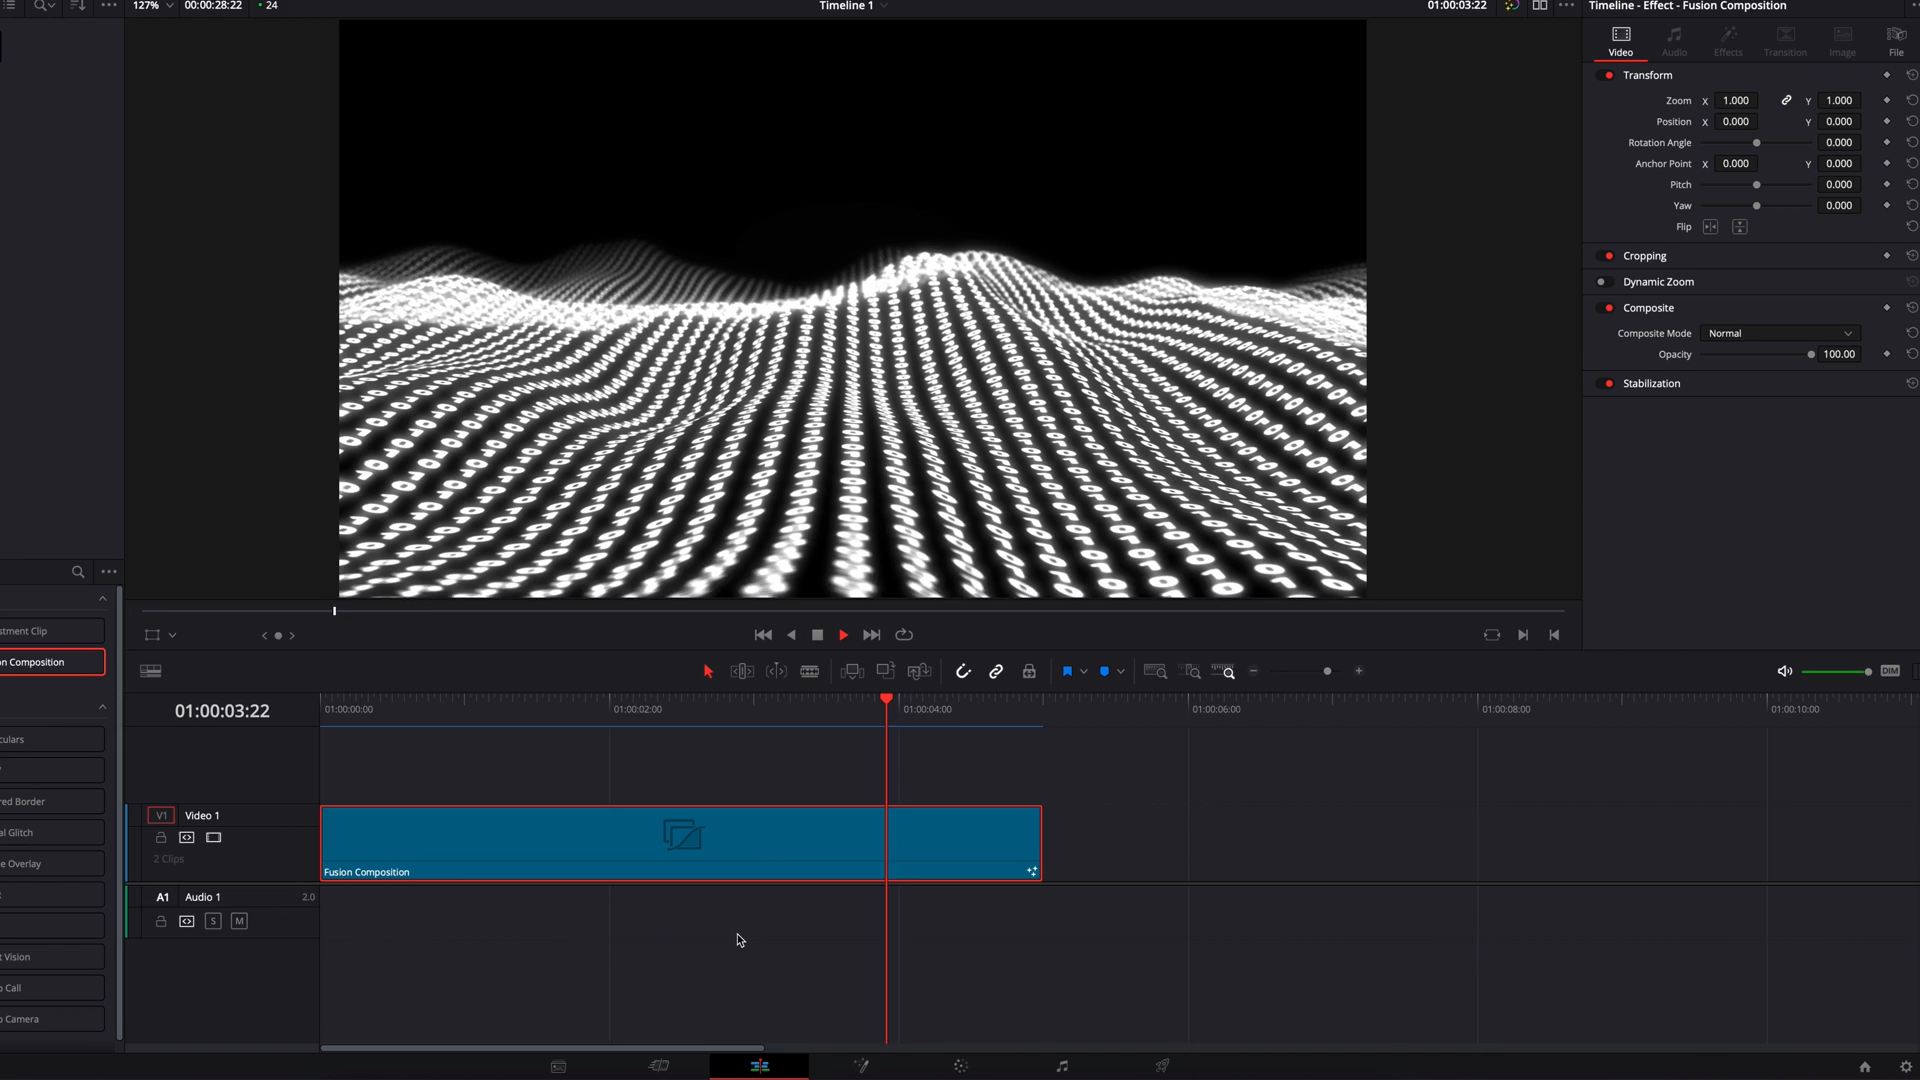 127%
00:00:28:22
24
Timeline 1
01:00:03:22
Timeline - Effect - Fusion Composition
Video
Audio
Effects
Transition
Image
File
Transform
Zoom X 1.000 Y 1.000
Position X 0.000 Y 0.000
Rotation Angle 0.000
Anchor Point X 0.000 Y 0.000
Pitch 0.000
Yaw 0.000
Flip
Cropping
Dynamic Zoom
Composite
Composite Mode Normal
Opacity 100.00
Stabilization
stment Clip
on Composition
culars
red Border
al Glitch
e Overlay
t Vision
o Call
o Camera
DIM
01:00:03:22
01:00:00:00
01:00:02:00
01:00:04:00
01:00:06:00
01:00:08:00
01:00:10:00
V1 Video 1
2 Clips
Fusion Composition
A1 Audio 1 2.0
S M